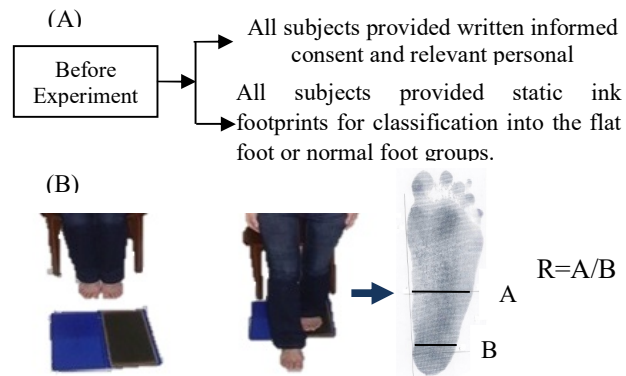 (A)
Before
Experiment
All subjects provided written informed
consent and relevant personal
All subjects provided static ink
footprints for classification into the flat
foot or normal foot groups.
(B)
R=A/B
A
B